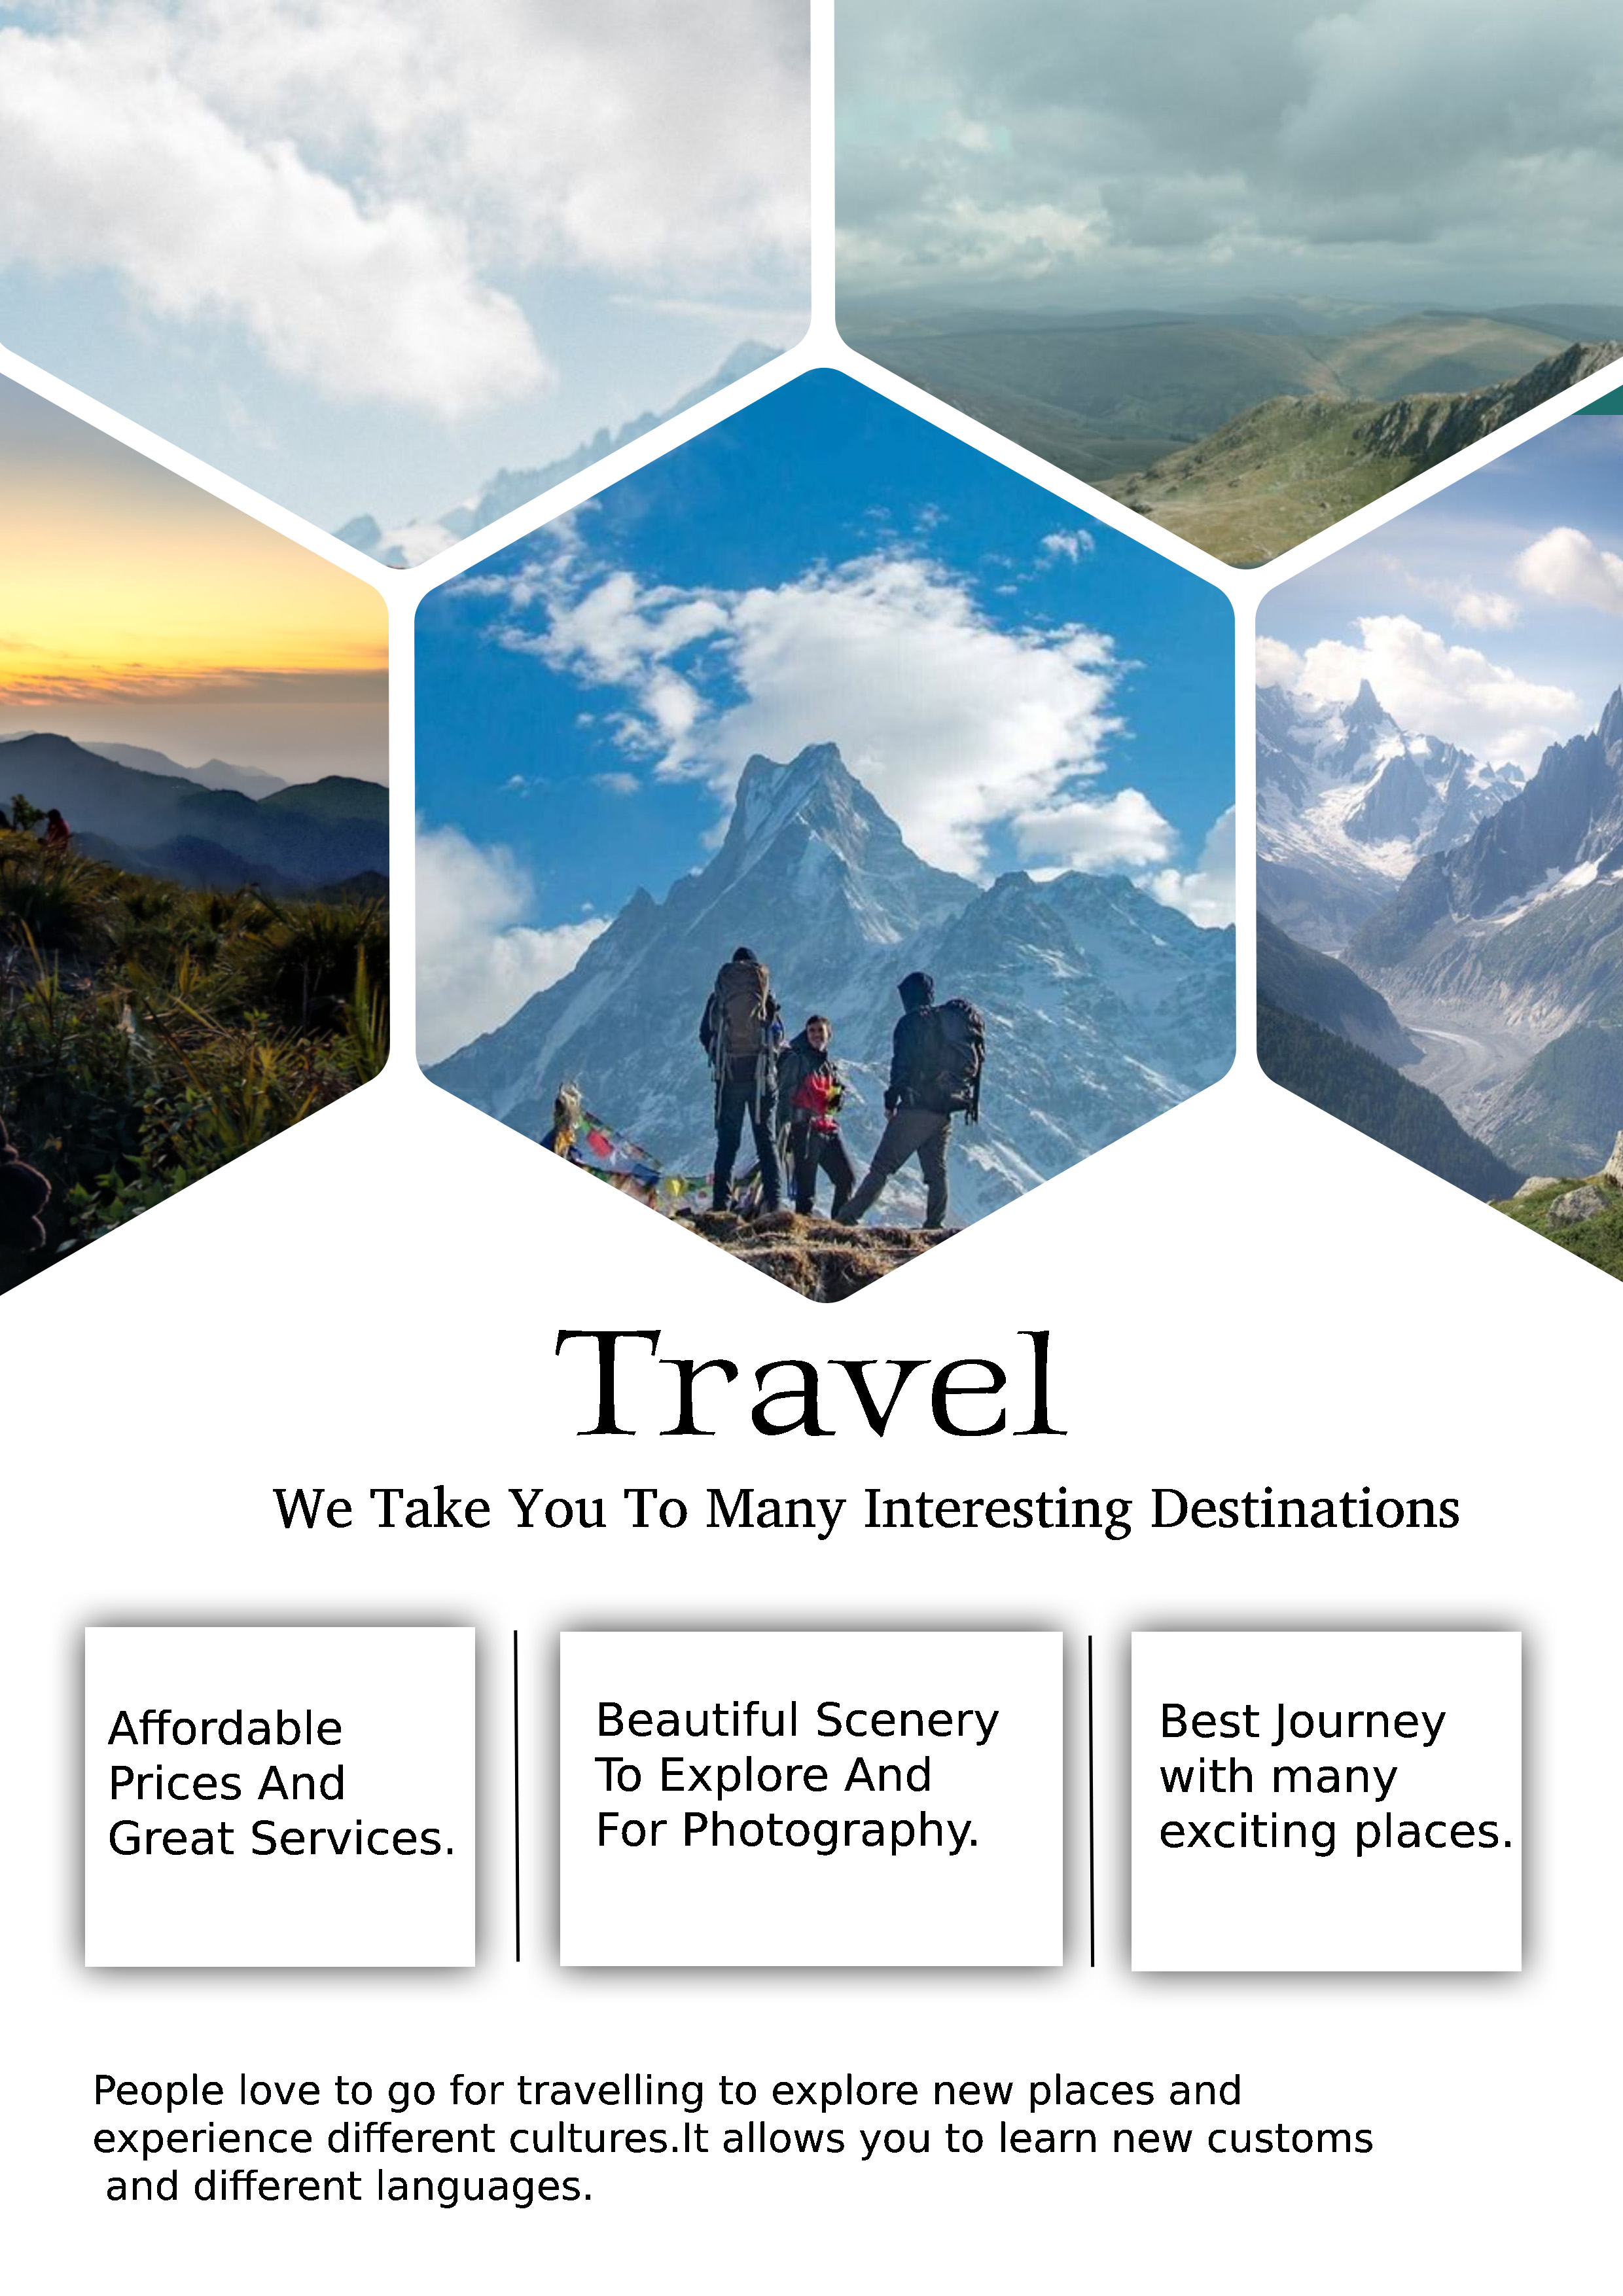 Travel
We Take You To Many Interesting Destinations
Affordable
Prices And
Great Services.
Beautiful Scenery
To Explore And
For Photography.
Best Journey
with many
exciting places.
People love to go for travelling to explore new places and
experience different cultures.It allows you to learn new customs
and different languages.